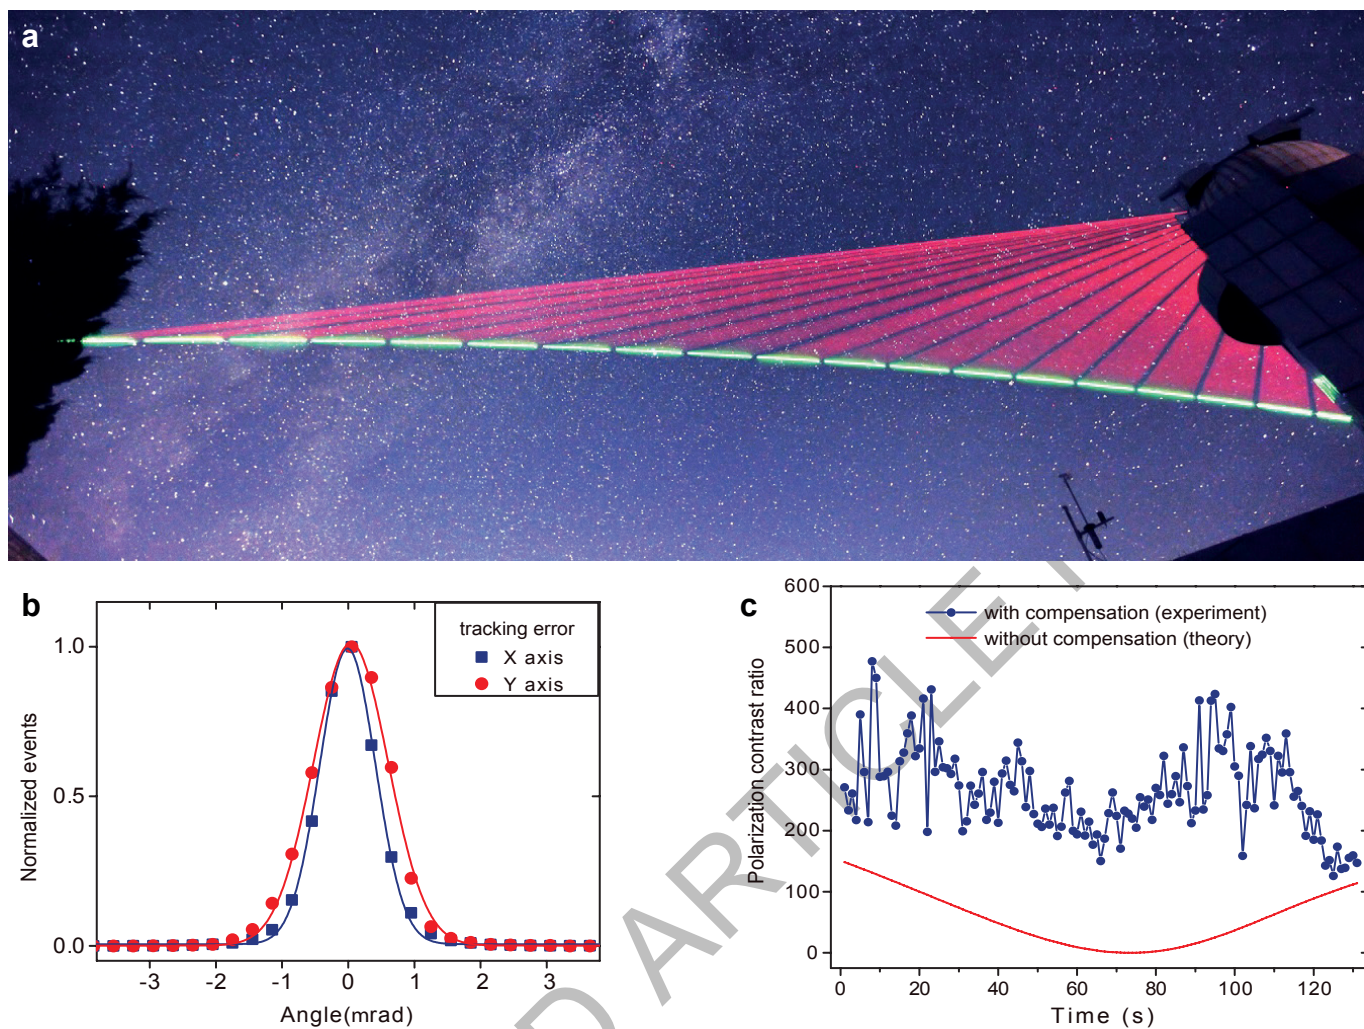 a
b
tracking error
X axis
Y axis
1.0
0.5
0.0
Normalized events
-3
-2
-1
0
1
2
3
Angle(mrad)
c
with compensation (experiment)
without compensation (theory)
600
500
400
300
200
100
0
Polarization contrast ratio
0
20
40
60
80
100
120
Time (s)
D ARTICLE